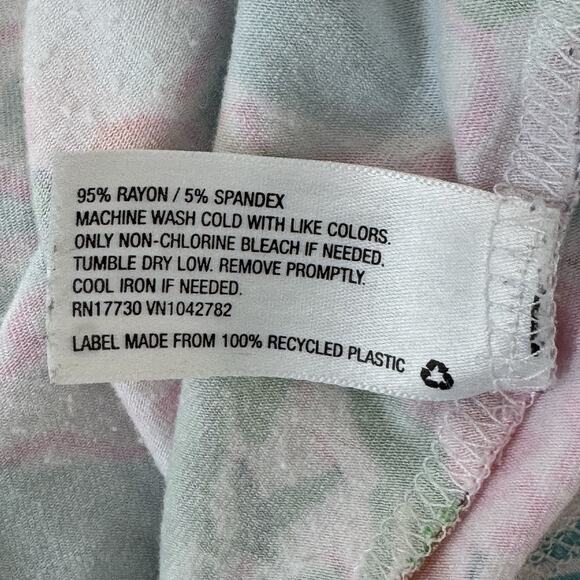 95% RAYON / 5% SPANDEX
MACHINE WASH COLD WITH LIKE COLORS.
ONLY NON-CHLORINE BLEACH IF NEEDED.
TUMBLE DRY LOW. REMOVE PROMPTLY.
COOL IRON IF NEEDED.
RN17730 VN1042782
LABEL MADE FROM 100% RECYCLED PLASTIC